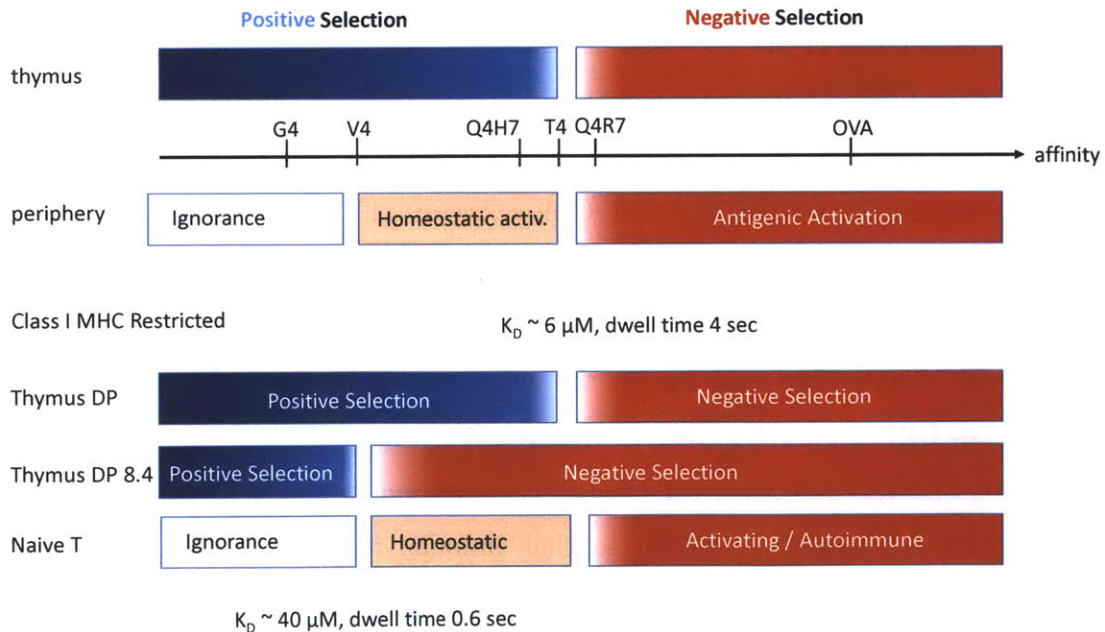 Positive Selection
Negative Selection
thymus
G4
V4
Q4H7
T4
Q4R7
OVA
affinity
periphery
Ignorance
Homeostatic activ.
Antigenic Activation
Class I MHC Restricted
K_D ~ 6 µM, dwell time 4 sec
Thymus DP
Positive Selection
Negative Selection
Thymus DP 8.4
Positive Selection
Negative Selection
Naive T
Ignorance
Homeostatic
Activating / Autoimmune
K_D ~ 40 µM, dwell time 0.6 sec